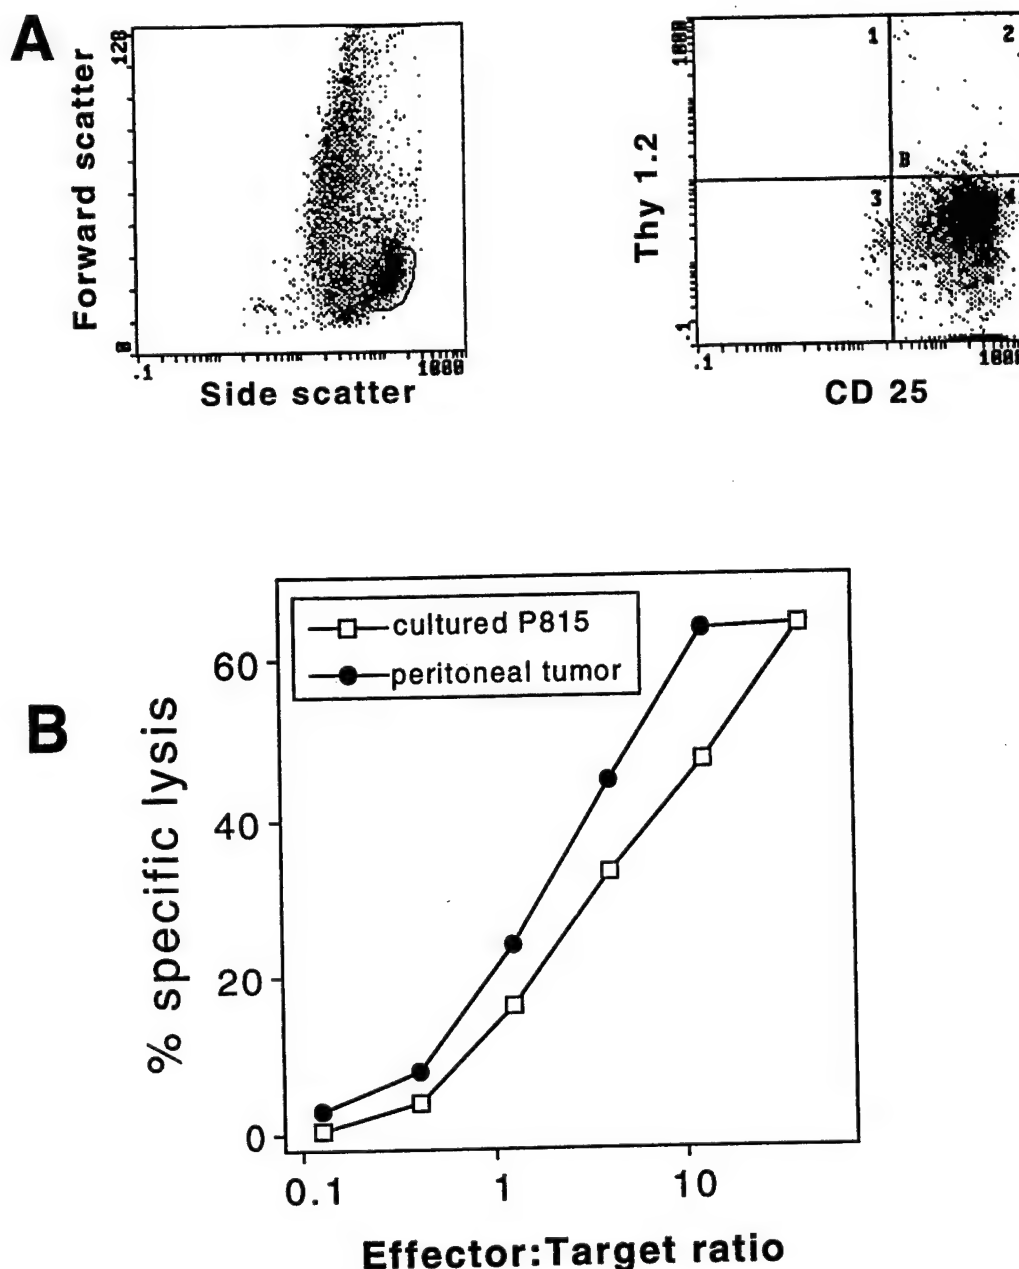 A
128
Forward scatter
0
.1
1000
Side scatter
1000
1
2
B
3
4
Thy 1.2
1
.1
1000
CD 25
B
cultured P815
peritoneal tumor
60
40
20
0
% specific lysis
0.1
1
10
Effector:Target ratio